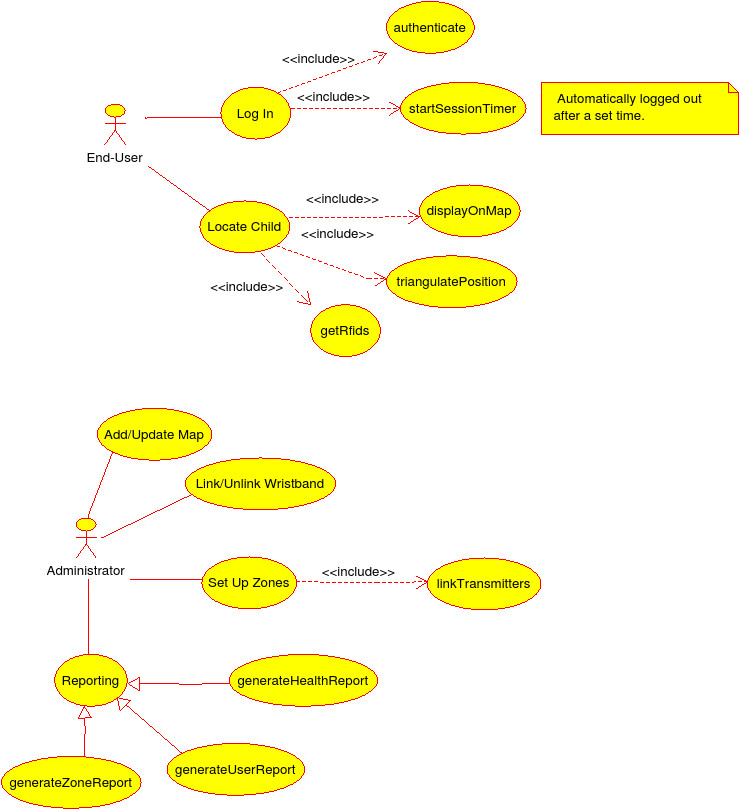 authenticate
<<include>>
<<include>>
Log In
startSessionTimer
Automatically logged out
after a set time.
End-User
<<include>>
displayOnMap
Locate Child
<<include>>
triangulatePosition
<<include>>
getRfids
Add/Update Map
Link/Unlink Wristband
Administrator
<<include>>
Set Up Zones
linkTransmitters
Reporting
generateHealthReport
generateUserReport
generateZoneReport